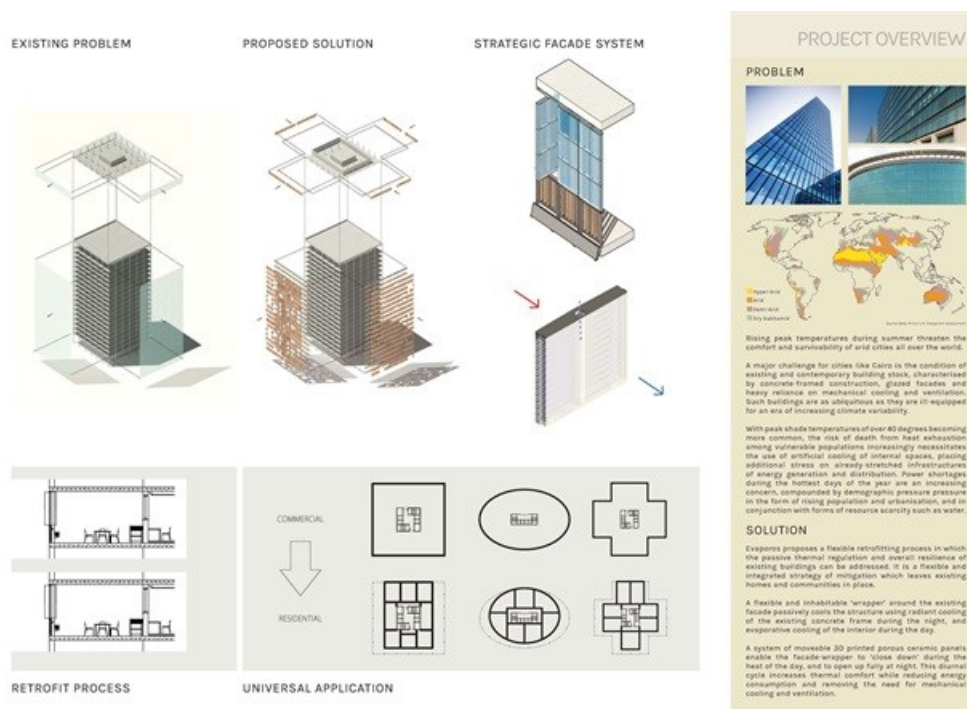 EXISTING PROBLEM
PROPOSED SOLUTION
STRATEGIC FACADE SYSTEM
COMMERCIAL
RESIDENTIAL
RETROFIT PROCESS
UNIVERSAL APPLICATION
PROJECT OVERVIEW
PROBLEM
Hyper Arid
Arid
Semi Arid
Dry Subhumid
Rising peak temperatures during summer threaten the
comfort and survivability of arid cities all over the world.
A major challenge for cities like Cairo is the condition of
existing and contemporary building stock, characterised
by concrete-framed construction, glazed facades and
heavy reliance on mechanical cooling and ventilation.
Such buildings are as ubiquitous as they are ill-equipped
for an era of increasing climate variability.
With peak shade temperatures of over 40 degrees becoming
more common, the risk of death from heat exhaustion
among vulnerable populations increasingly necessitates
the use of artificial cooling of internal spaces, placing
additional stress on already-stretched infrastructures
of energy generation and distribution. Power shortages
during the hottest days of the year are an increasing
concern, compounded by demographic pressure pressure
in the form of rising population and urbanisation, and in
conjunction with forms of resource scarcity such as water.
SOLUTION
Evaporos proposes a flexible retrofitting process in which
the passive thermal regulation and overall resilience of
existing buildings can be addressed. It is a flexible and
integrated strategy of mitigation which leaves existing
homes and communities in place.
A flexible and inhabitable 'wrapper' around the existing
facade passively cools the structure using radiant cooling
of the existing concrete frame during the night, and
evaporative cooling of the interior during the day.
A system of moveable 3D printed porous ceramic panels
enable the facade-wrapper to 'close down' during the
heat of the day, and to open up fully at night. This diurnal
cycle increases thermal comfort while reducing energy
consumption and removing the need for mechanical
cooling and ventilation.